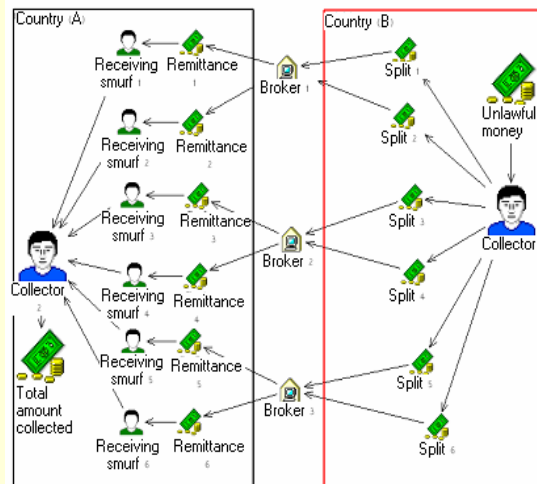 Country (A)
Receiving
smurf 1
Remittance
1
Receiving
smurf 2
Remittance
2
Receiving
smurf 3
Remittance
3
Receiving
smurf 4
Remittance
4
Receiving
smurf 5
Remittance
5
Receiving
smurf 6
Remittance
6
Collector
2
Total
amount
collected
Broker 1
Broker 2
Broker 3
Country (B)
Split 1
Split 2
Split 3
Split 4
Split 5
Split 6
Unlawful
money
Collector